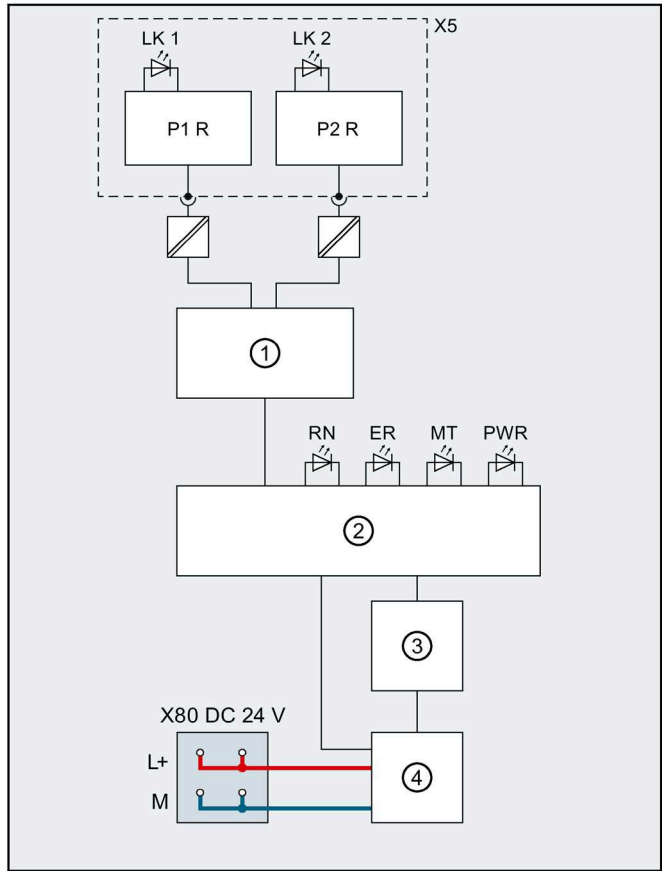 X5
LK 1 LK 2
P1 R P2 R
1
RN ER MT PWR
2
3
X80 DC 24 V
L+
4
M